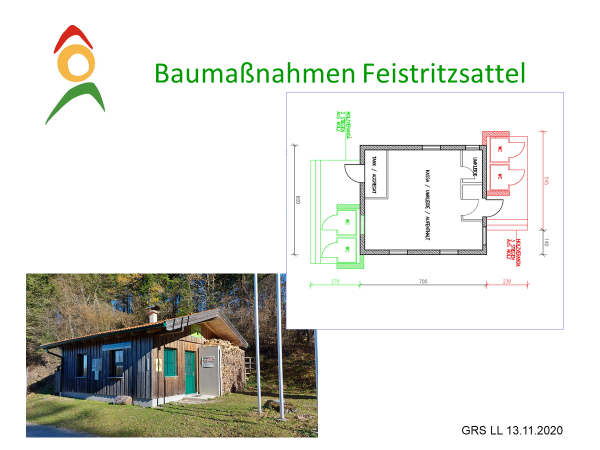 Baumaßnahmen Feistritzsattel
WC
WC
UMKLEIDE
TANK / AGGREGAT
KASSA / UMKLEIDE / AUFENTHALT
WC
WC
600
545
140
270
700
230
GRS LL 13.11.2020